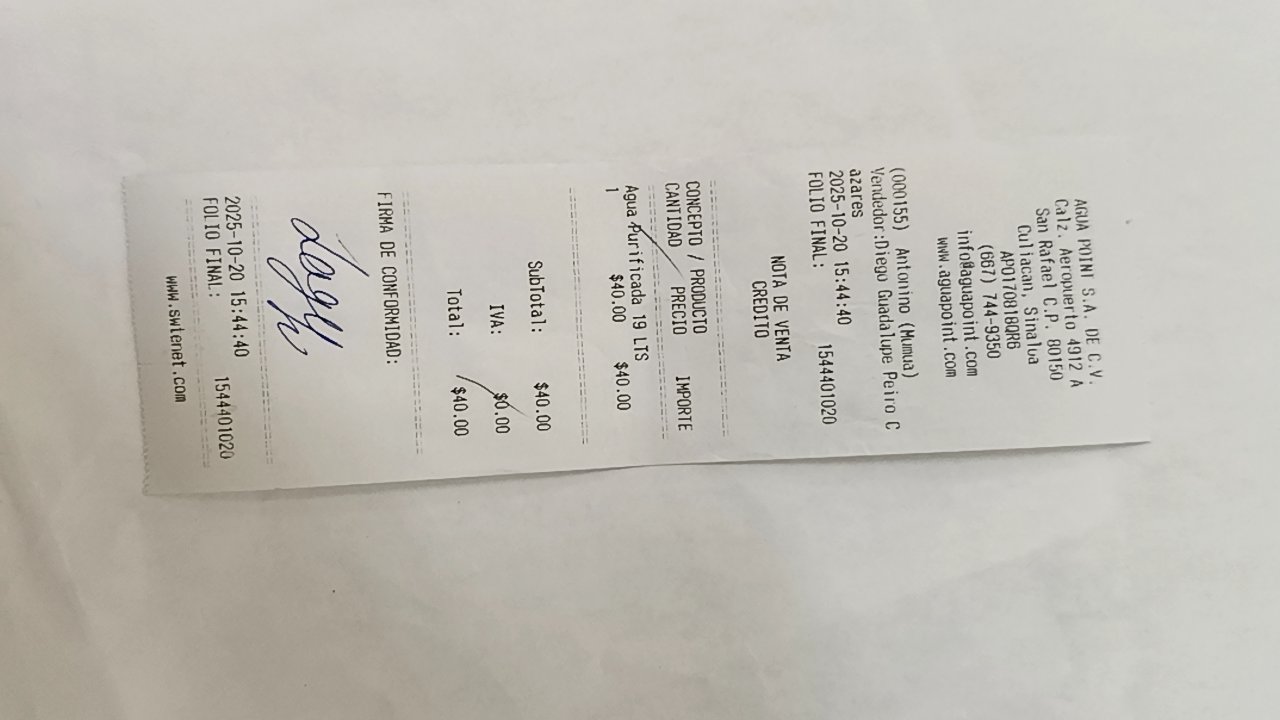 AGUA POINT S.A. DE C.V.
Calz. Aeropuerto 4912 A
San Rafael C.P. 80150
Culiacan, Sinaloa
APO170818QR6
(667) 744-9350
info@aguapoint.com
www.aguapoint.com
(000155) Antonino (Mumua)
Vendedor:Diego Guadalupe Peiro C
azares
2025-10-20 15:44:40
FOLIO FINAL: 1544401020
NOTA DE VENTA
CREDITO
CONCEPTO / PRODUCTO
CANTIDAD PRECIO IMPORTE
Agua Purificada 19 LTS
1 $40.00 $40.00
SubTotal: $40.00
IVA: $0.00
Total: $40.00
FIRMA DE CONFORMIDAD:
2025-10-20 15:44:40
FOLIO FINAL: 1544401020
www.swtenet.com